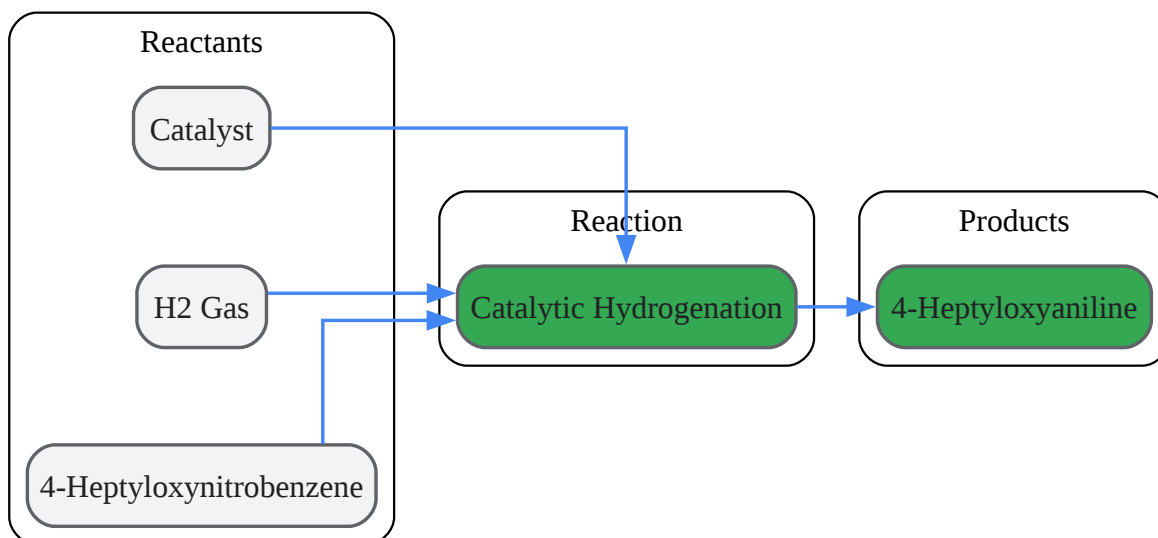 Reactants
Catalyst
H2 Gas
4-Heptyloxynitrobenzene
Reaction
Catalytic Hydrogenation
Products
4-Heptyloxyaniline